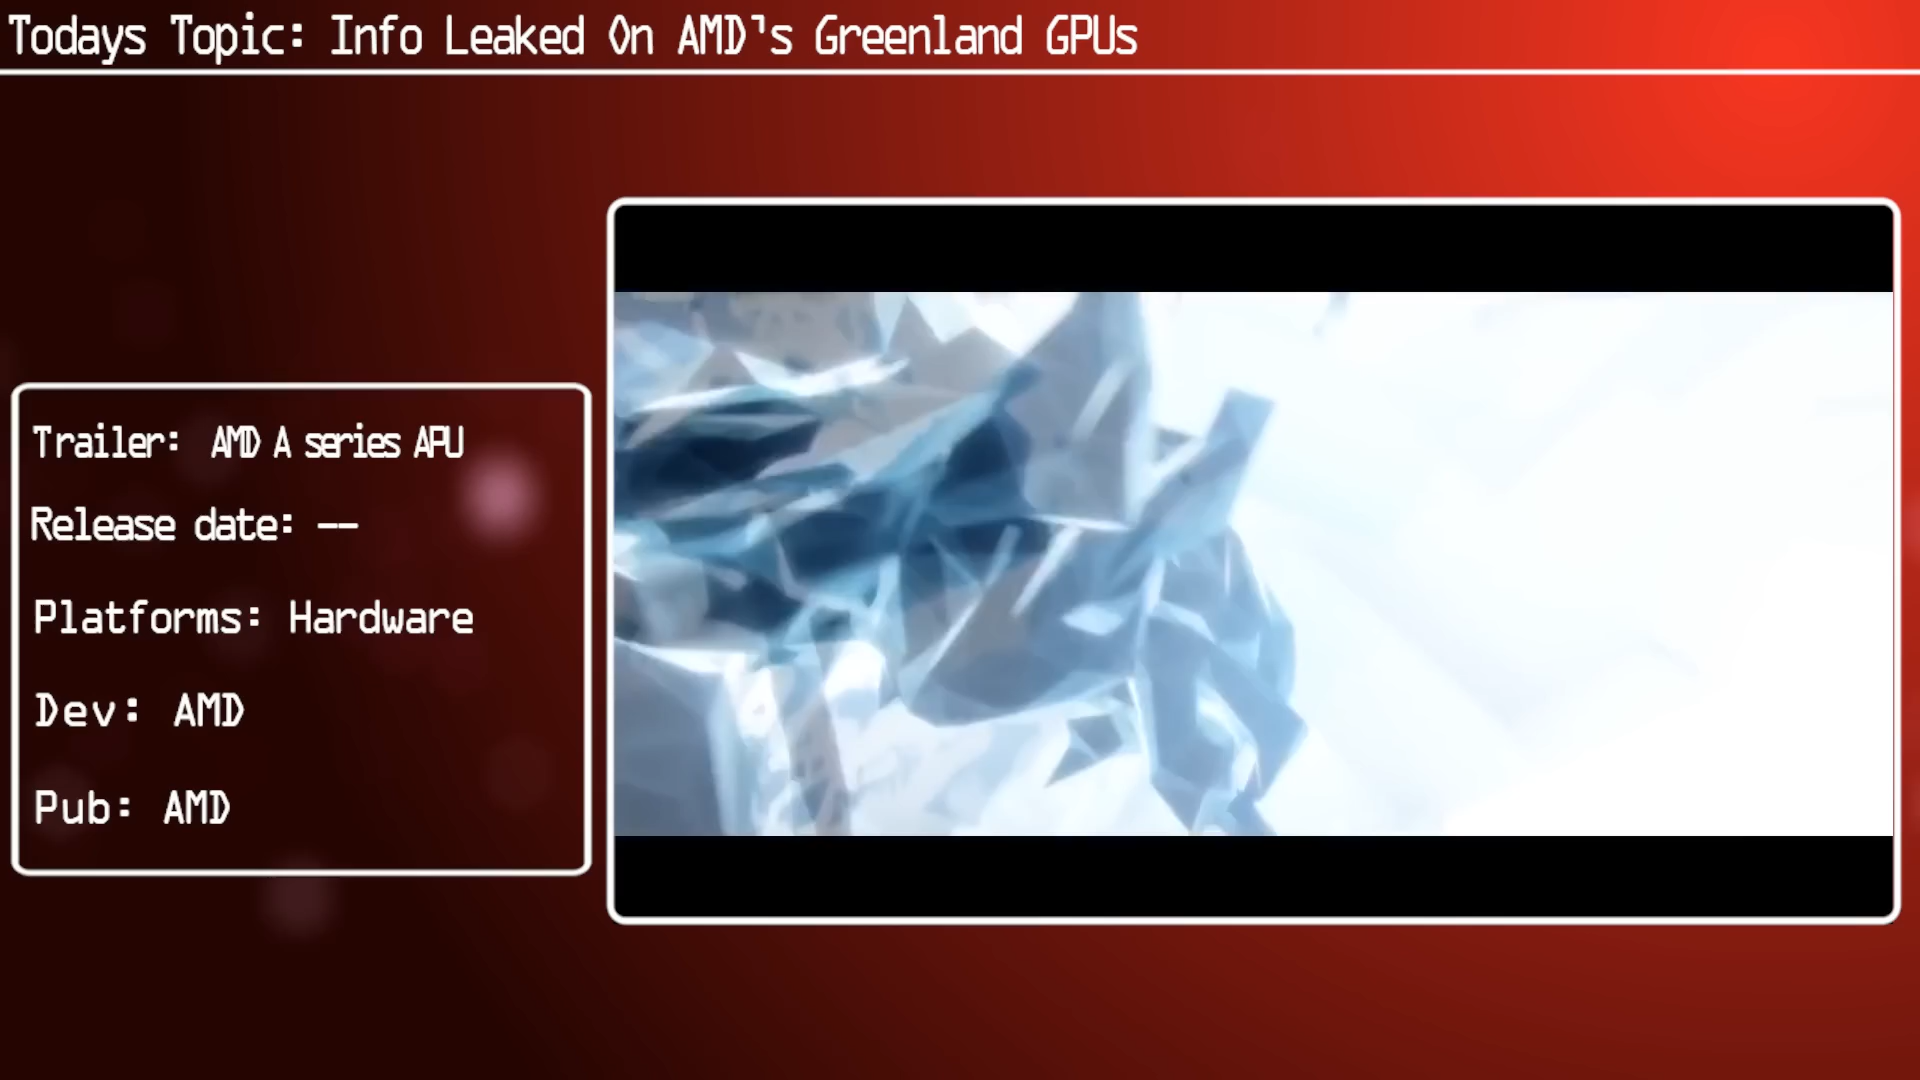 Todays Topic: Info Leaked On AMD's Greenland GPUs
Trailer: AMD A series APU
Release date: --
Platforms: Hardware
Dev: AMD
Pub: AMD